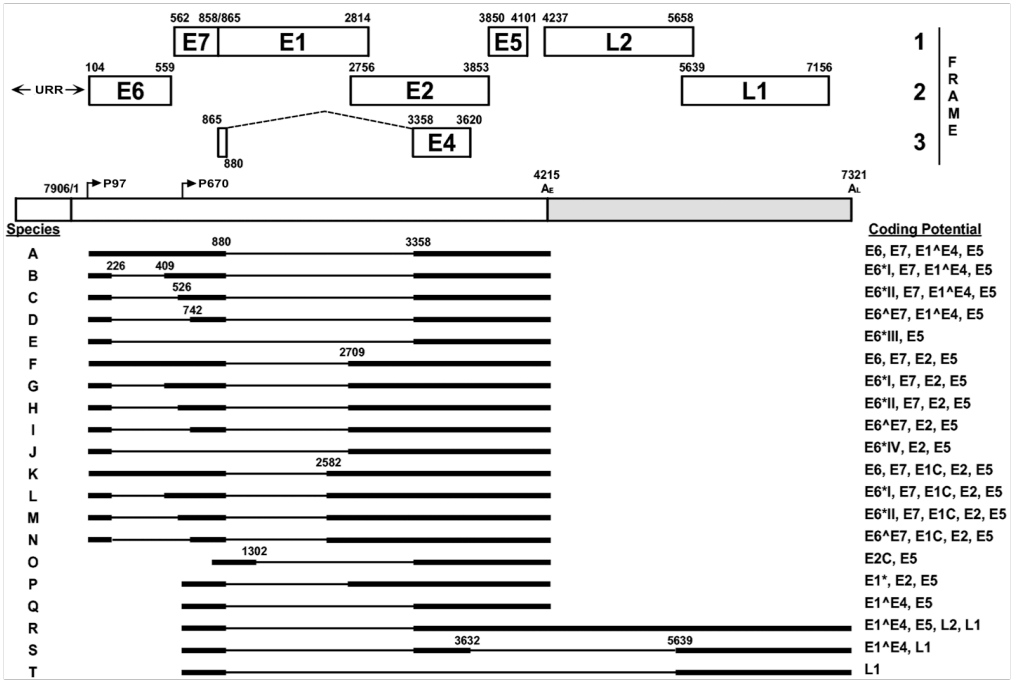 562 858/865 2814 3850 4101 4237 5658
E7 E1 E5 L2 1
104 559 2756 3853 5639 7156
← URR → E6 E2 L1 2
865 3358 3620
E4 3
880
FRAME
7906/1 P97 P670 4215 7321
AE AL
Species Coding Potential
880 3358
A E6, E7, E1^E4, E5
226 409
B E6*I, E7, E1^E4, E5
526
C E6*II, E7, E1^E4, E5
742
D E6^E7, E1^E4, E5
E E6*III, E5
2709
F E6, E7, E2, E5
G E6*I, E7, E2, E5
H E6*II, E7, E2, E5
I E6^E7, E2, E5
J E6*IV, E2, E5
2582
K E6, E7, E1C, E2, E5
L E6*I, E7, E1C, E2, E5
M E6*II, E7, E1C, E2, E5
N E6^E7, E1C, E2, E5
1302
O E2C, E5
P E1*, E2, E5
Q E1^E4, E5
R E1^E4, E5, L2, L1
3632 5639
S E1^E4, L1
T L1